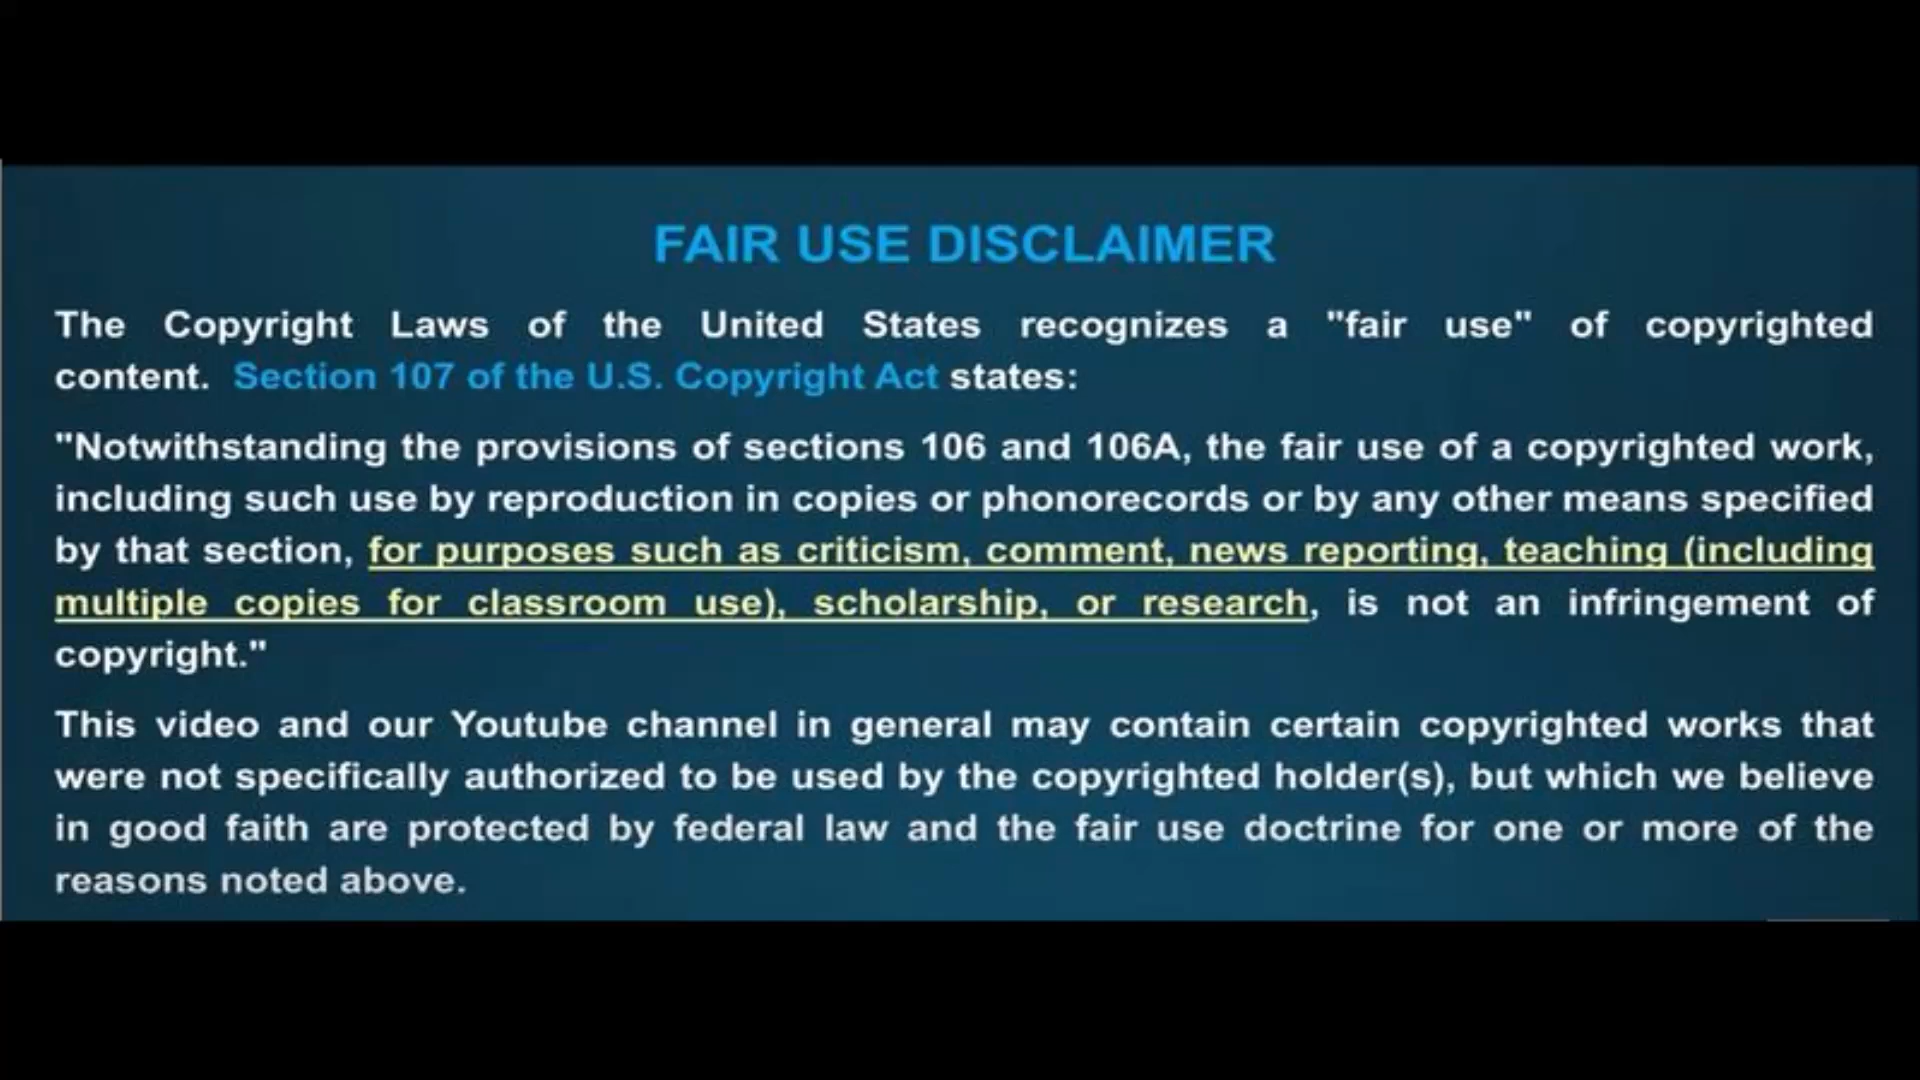 FAIR USE DISCLAIMER
The Copyright Laws of the United States recognizes a "fair use" of copyrighted
content. Section 107 of the U.S. Copyright Act states:
"Notwithstanding the provisions of sections 106 and 106A, the fair use of a copyrighted work,
including such use by reproduction in copies or phonorecords or by any other means specified
by that section, for purposes such as criticism, comment, news reporting, teaching (including
multiple copies for classroom use), scholarship, or research, is not an infringement of
copyright."
This video and our Youtube channel in general may contain certain copyrighted works that
were not specifically authorized to be used by the copyrighted holder(s), but which we believe
in good faith are protected by federal law and the fair use doctrine for one or more of the
reasons noted above.